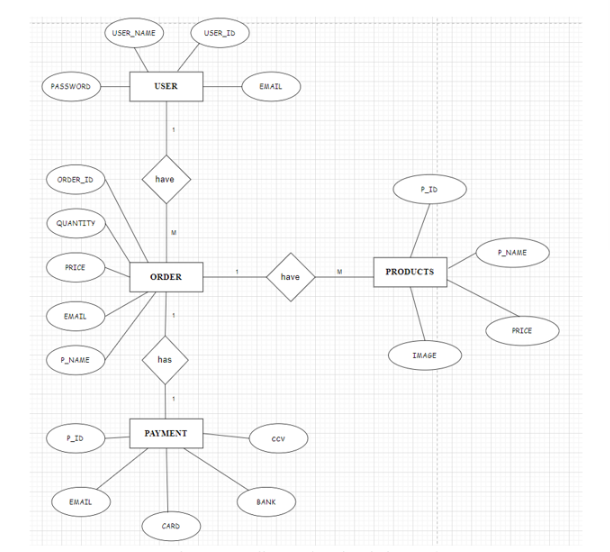 USER_NAME
USER_ID
PASSWORD
USER
EMAIL
1
have
M
ORDER_ID
QUANTITY
PRICE
EMAIL
P_NAME
ORDER
1
have
M
PRODUCTS
P_ID
P_NAME
PRICE
IMAGE
1
has
1
PAYMENT
P_ID
EMAIL
CARD
BANK
CCV